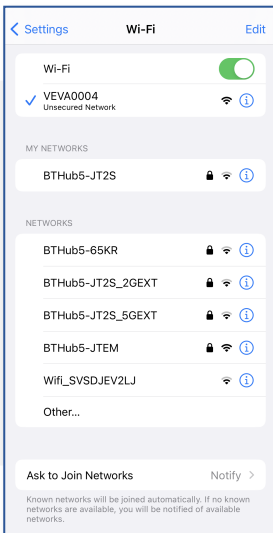 Settings Wi-Fi Edit
Wi-Fi
VEVA0004
Unsecured Network
MY NETWORKS
BTHub5-JT2S
NETWORKS
BTHub5-65KR
BTHub5-JT2S_2GEXT
BTHub5-JT2S_5GEXT
BTHub5-JTEM
Wifi_SVSDJEV2LJ
Other...
Ask to Join Networks Notify
Known networks will be joined automatically. If no known
networks are available, you will be notified of available
networks.